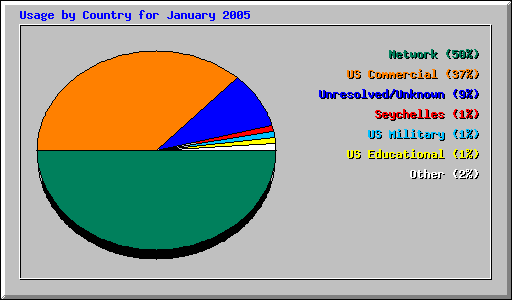 Usage by Country for January 2005
Network (50%)
US Commercial (37%)
Unresolved/Unknown (9%)
Seychelles (1%)
US Military (1%)
US Educational (1%)
Other (2%)